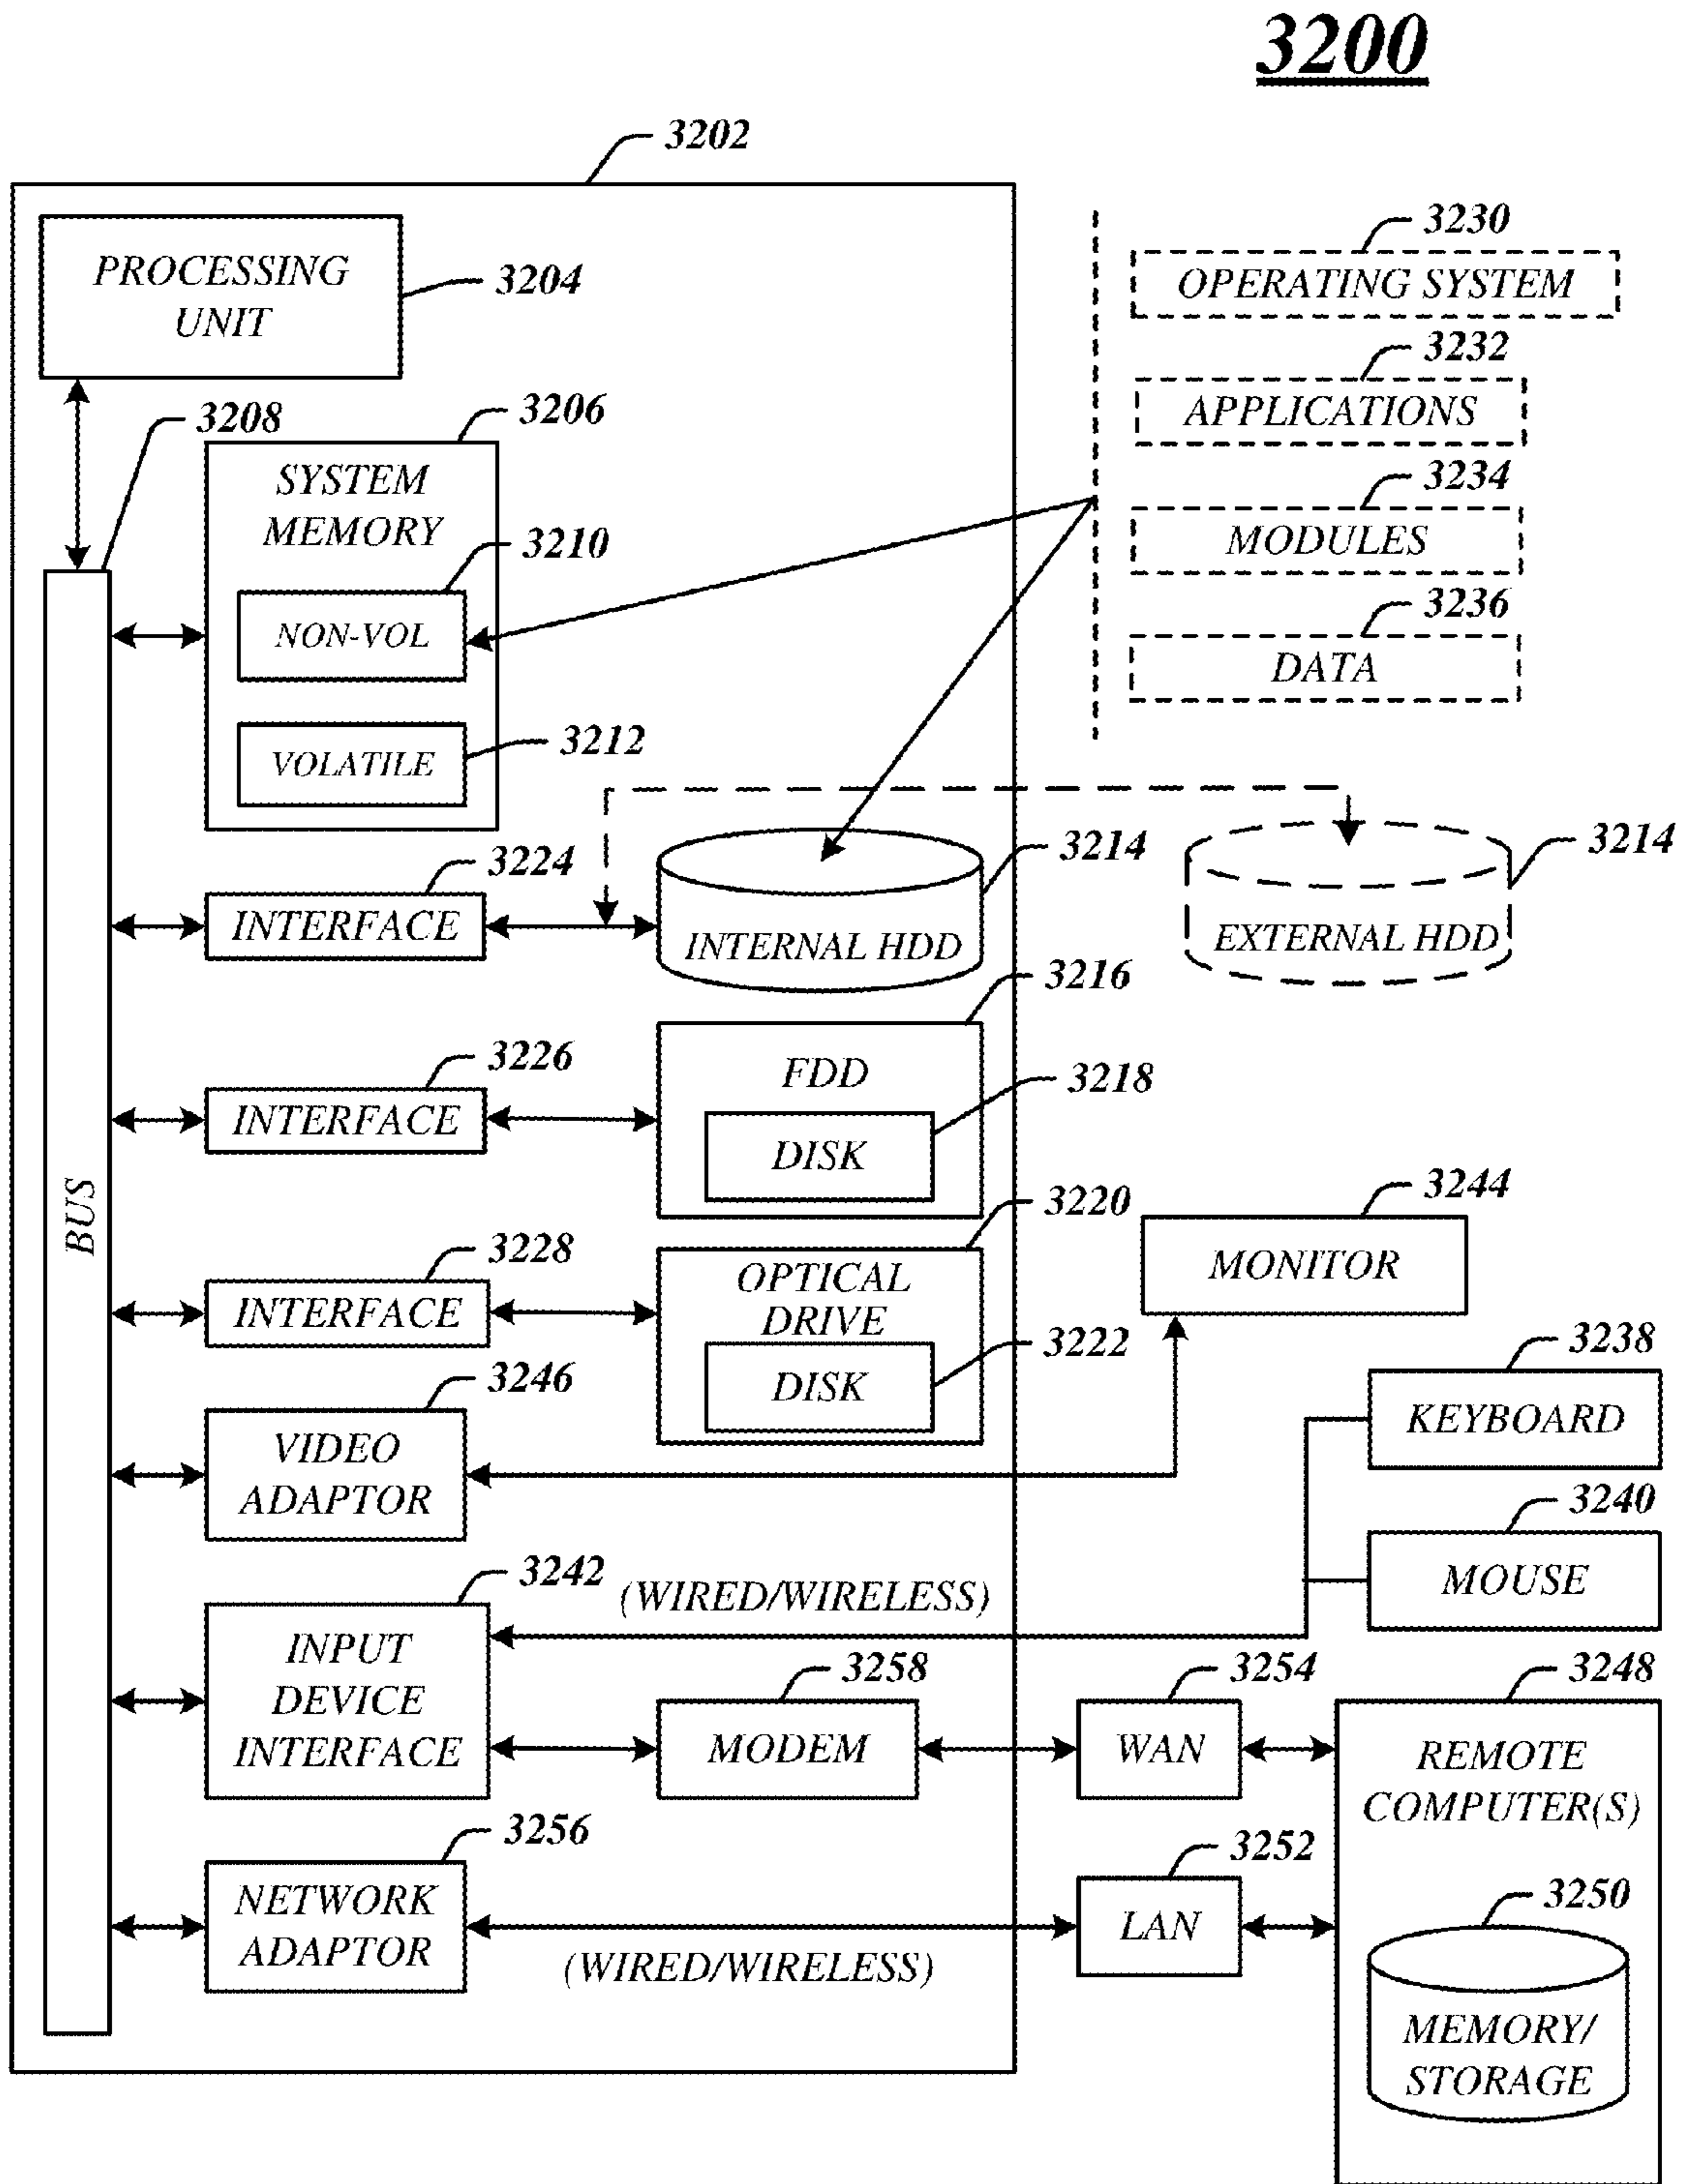 3200
3202
PROCESSING
UNIT
3204
3230
OPERATING SYSTEM
3232
APPLICATIONS
3234
MODULES
3236
DATA
3208
3206
SYSTEM
MEMORY
3210
NON-VOL
3212
VOLATILE
3224
INTERFACE
3214
INTERNAL HDD
3214
EXTERNAL HDD
3216
3226
INTERFACE
FDD
3218
DISK
BUS
3228
INTERFACE
3220
OPTICAL
DRIVE
3222
DISK
3244
MONITOR
3246
VIDEO
ADAPTOR
3238
KEYBOARD
3240
MOUSE
3242
(WIRED/WIRELESS)
INPUT
DEVICE
INTERFACE
3258
MODEM
3254
WAN
3248
REMOTE
COMPUTER(S)
3256
NETWORK
ADAPTOR
(WIRED/WIRELESS)
3252
LAN
3250
MEMORY/
STORAGE